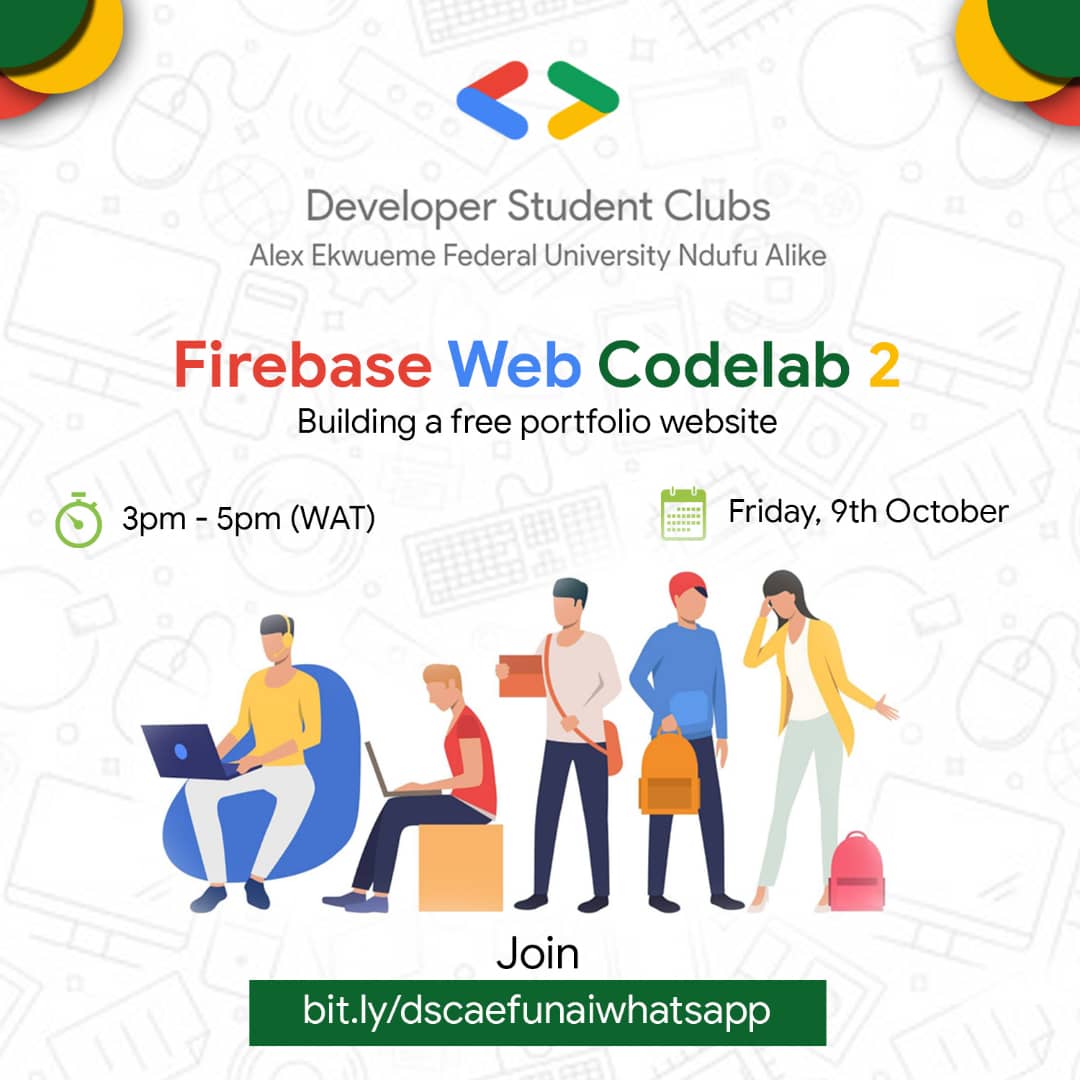 Developer Student Clubs
Alex Ekwueme Federal University Ndufu Alike
Firebase Web Codelab 2
Building a free portfolio website
3pm - 5pm (WAT)
Friday, 9th October
Join
bit.ly/dscaefunaiwhatsapp